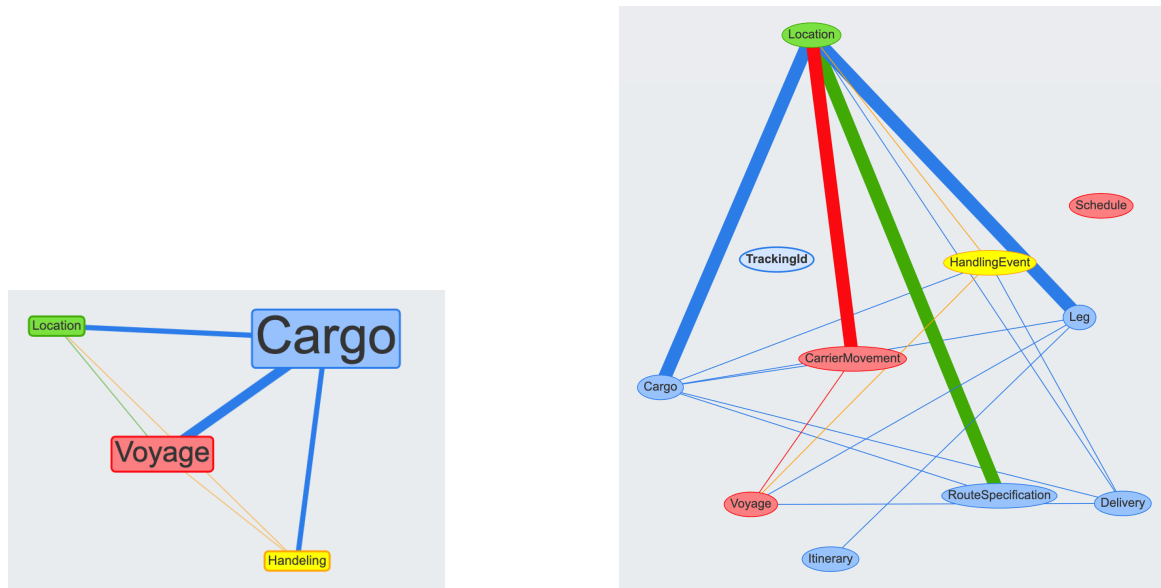 Location
Cargo
Voyage
Handeling
Location
Schedule
TrackingId
HandlingEvent
Leg
CarrierMovement
Cargo
RouteSpecification
Voyage
Delivery
Itinerary